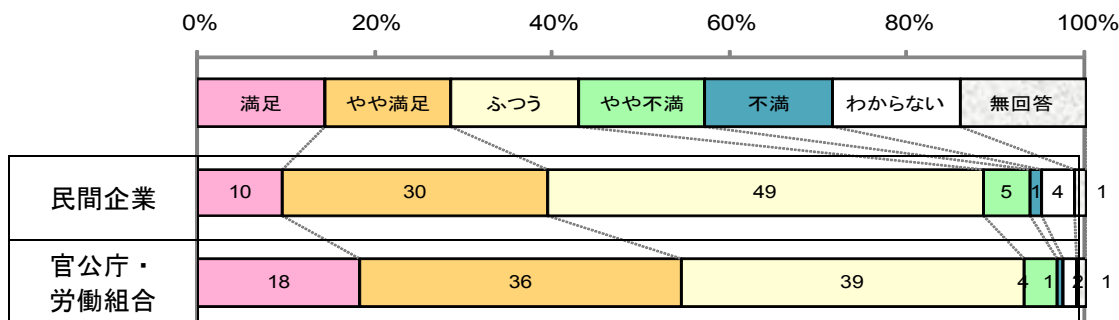 0% 20% 40% 60% 80% 100%
満足 やや満足 ふつう やや不満 不満 わからない 無回答
民間企業 10 30 49 5 1 4 1
官公庁・
労働組合 18 36 39 4 1 2 1